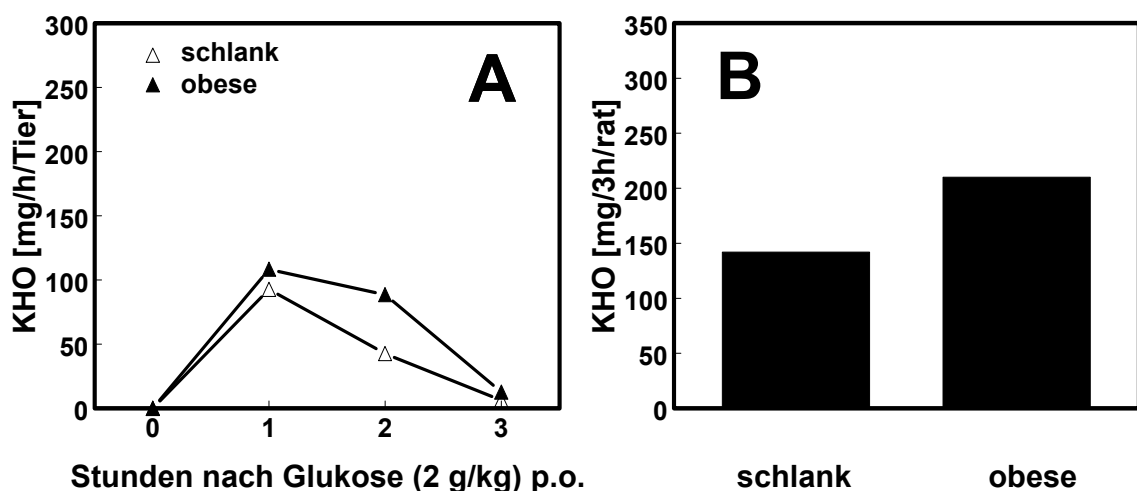 KHO [mg/h/Tier]
300
250
200
150
100
50
0
schlank
obese
A
0 1 2 3
Stunden nach Glukose (2 g/kg) p.o.
KHO [mg/3h/rat]
350
300
250
200
150
100
50
0
B
schlank obese